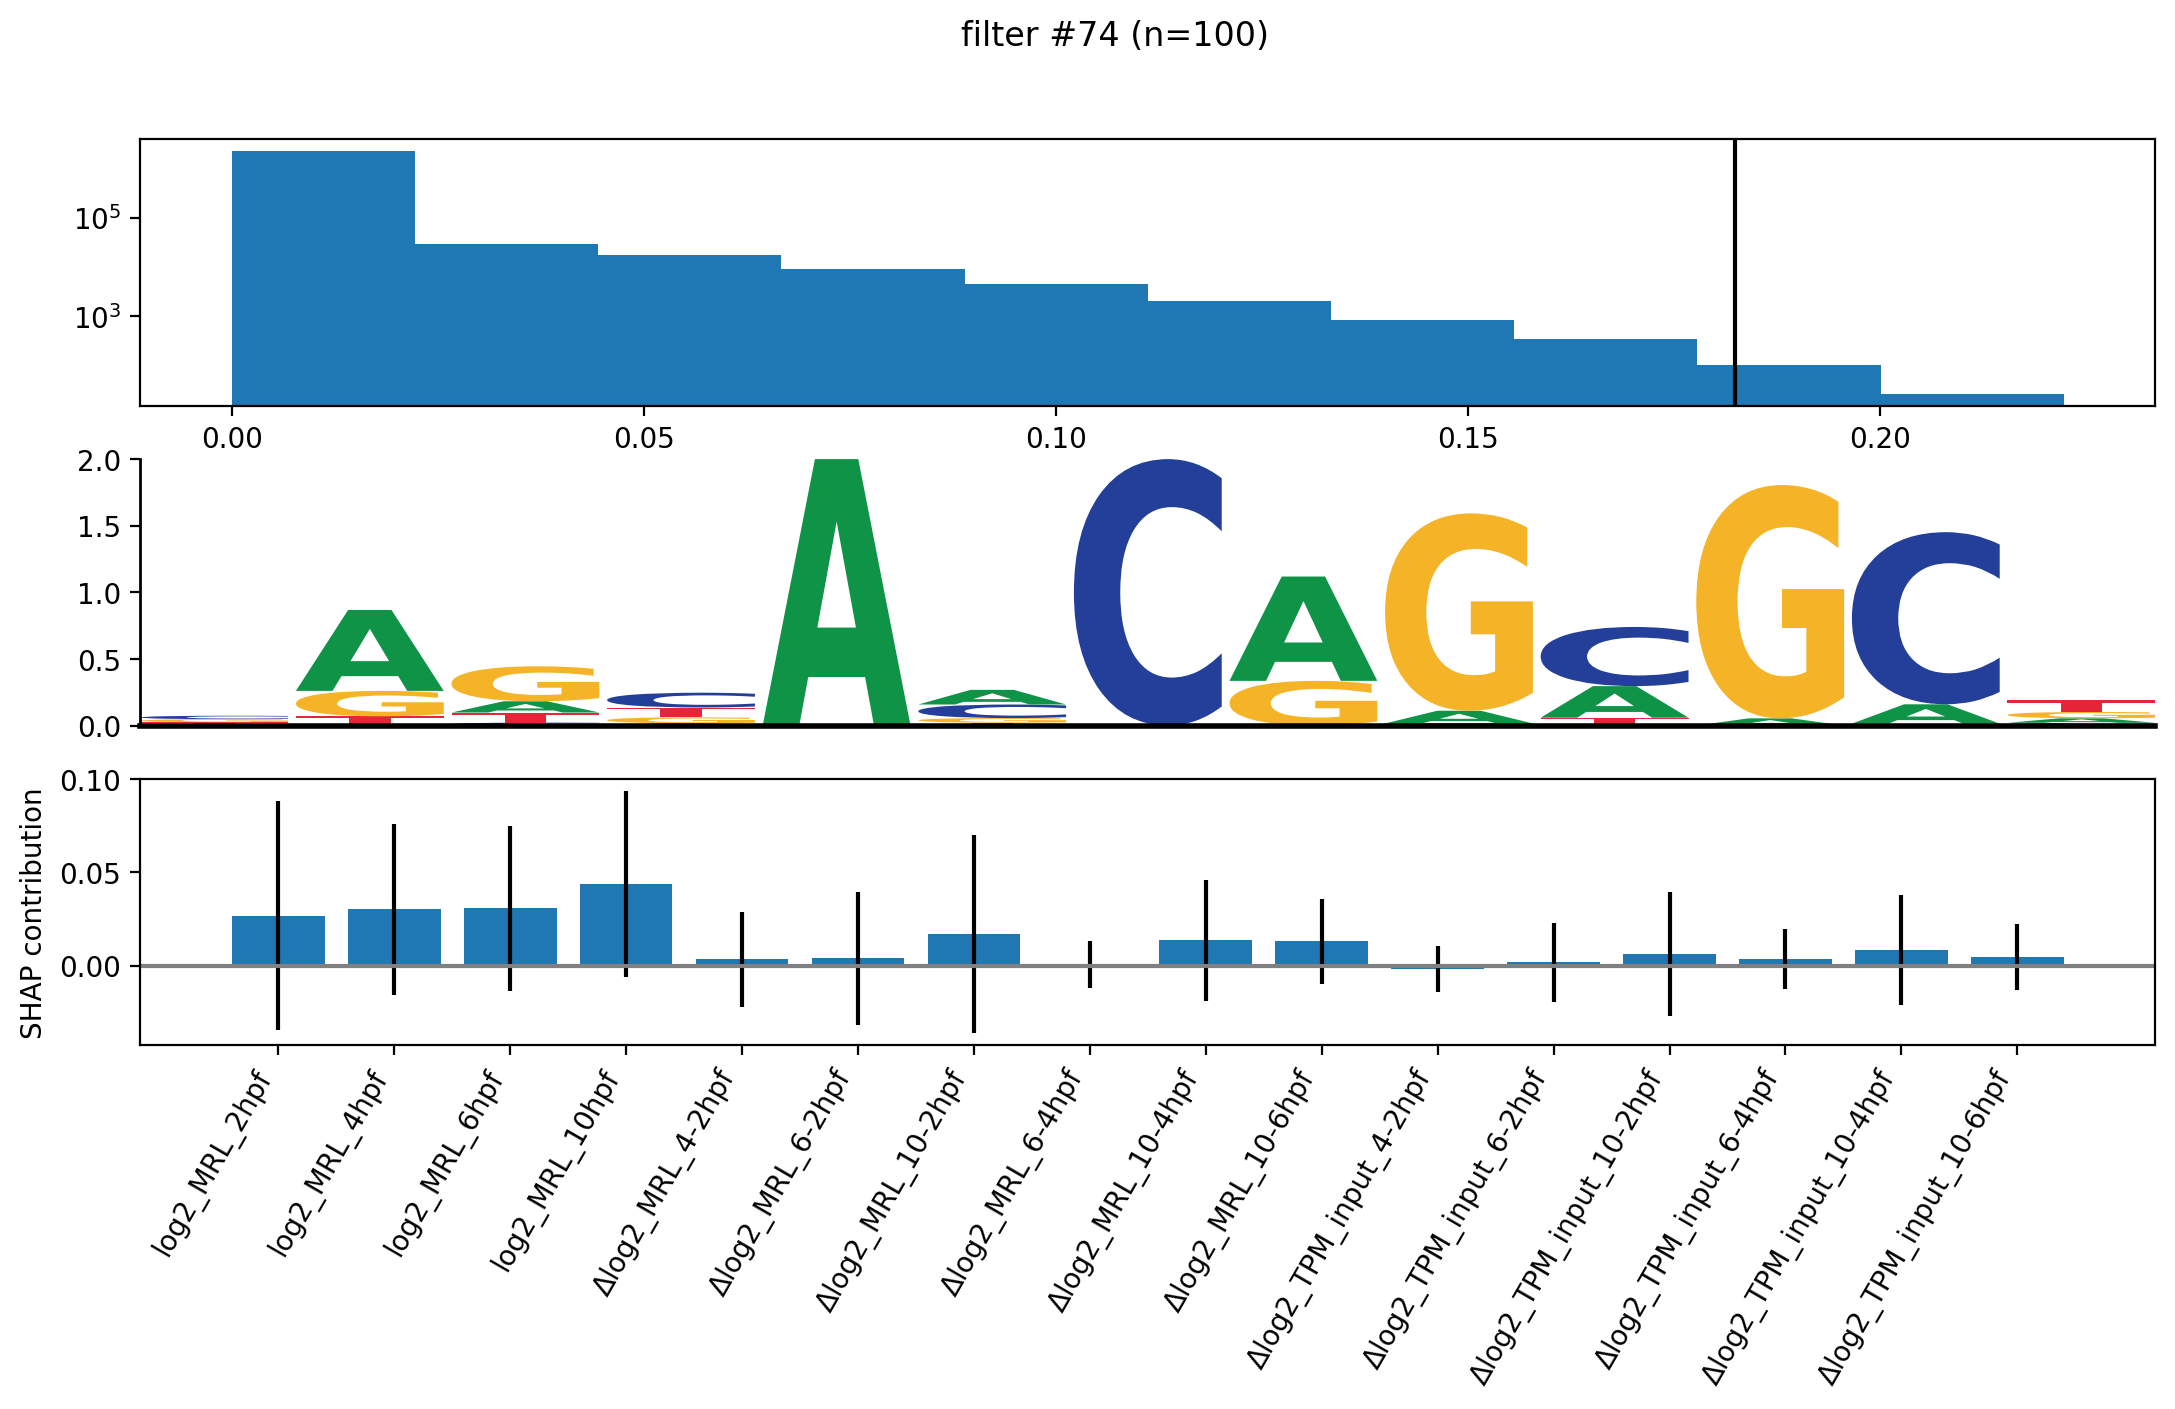 filter #74 (n=100)
10^5
10^3
0.00 0.05 0.10 0.15 0.20
2.0
1.5
1.0
0.5
0.0
C A G T G A T C T G A A C G C A G G A C A T G A C A T G A
SHAP contribution
0.10
0.05
0.00
log2_MRL_2hpf
log2_MRL_4hpf
log2_MRL_6hpf
log2_MRL_10hpf
Δlog2_MRL_4-2hpf
Δlog2_MRL_6-2hpf
Δlog2_MRL_10-2hpf
Δlog2_MRL_6-4hpf
Δlog2_MRL_10-4hpf
Δlog2_MRL_10-6hpf
Δlog2_TPM_input_4-2hpf
Δlog2_TPM_input_6-2hpf
Δlog2_TPM_input_10-2hpf
Δlog2_TPM_input_6-4hpf
Δlog2_TPM_input_10-4hpf
Δlog2_TPM_input_10-6hpf